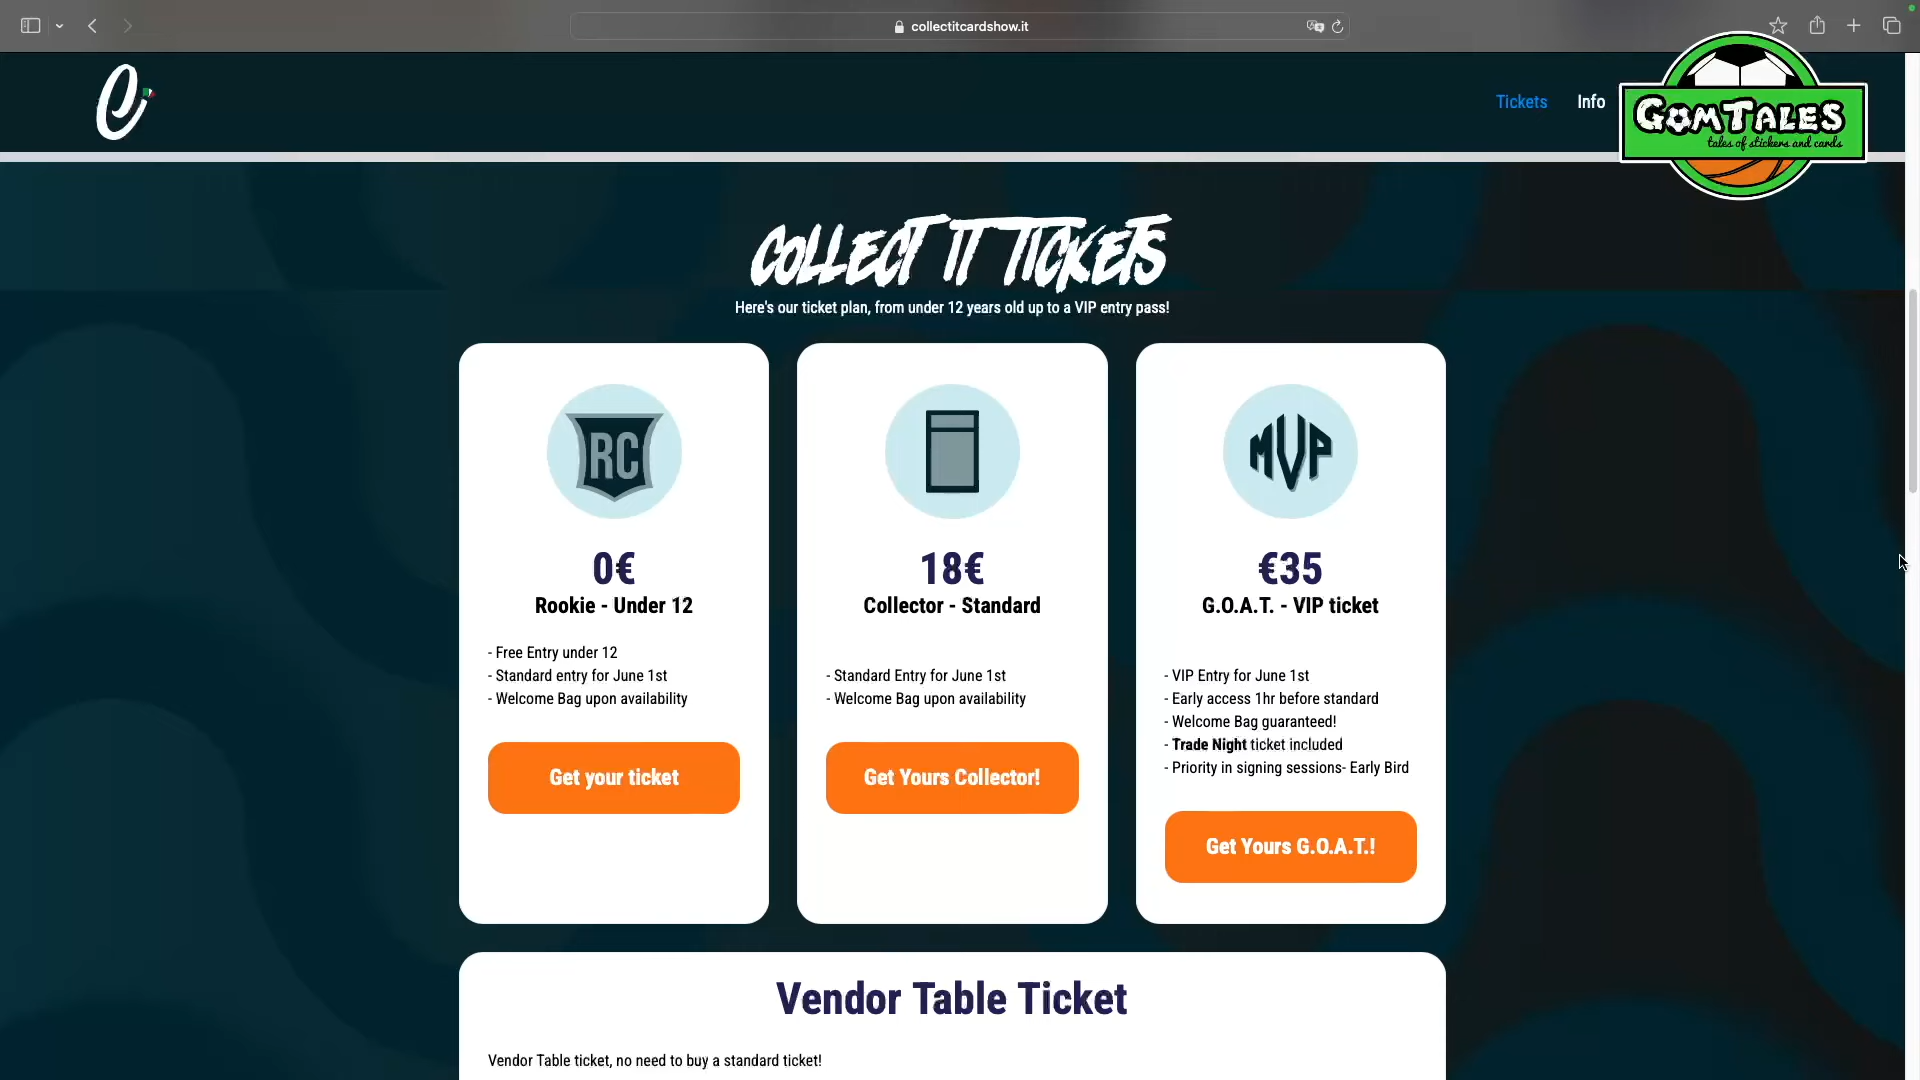 collectitcardshow.it
Tickets
Info
GOMTALES
tales of stickers and cards
COLLECT IT TICKETS
Here's our ticket plan, from under 12 years old up to a VIP entry pass!
RC
0€
Rookie - Under 12
- Free Entry under 12
- Standard entry for June 1st
- Welcome Bag upon availability
Get your ticket
18€
Collector - Standard
- Standard Entry for June 1st
- Welcome Bag upon availability
Get Yours Collector!
MVP
€35
G.O.A.T. - VIP ticket
- VIP Entry for June 1st
- Early access 1hr before standard
- Welcome Bag guaranteed!
- Trade Night ticket included
- Priority in signing sessions- Early Bird
Get Yours G.O.A.T.!
Vendor Table Ticket
Vendor Table ticket, no need to buy a standard ticket!